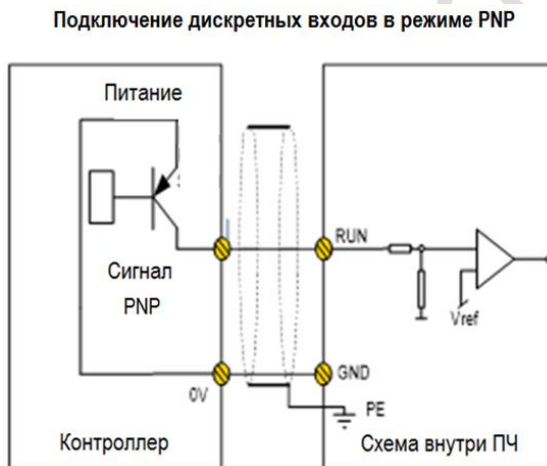 Подключение дискретных входов в режиме PNP
Питание
RUN
Сигнал
PNP
Vref
GND
0V
PE
Контроллер
Схема внутри ПЧ